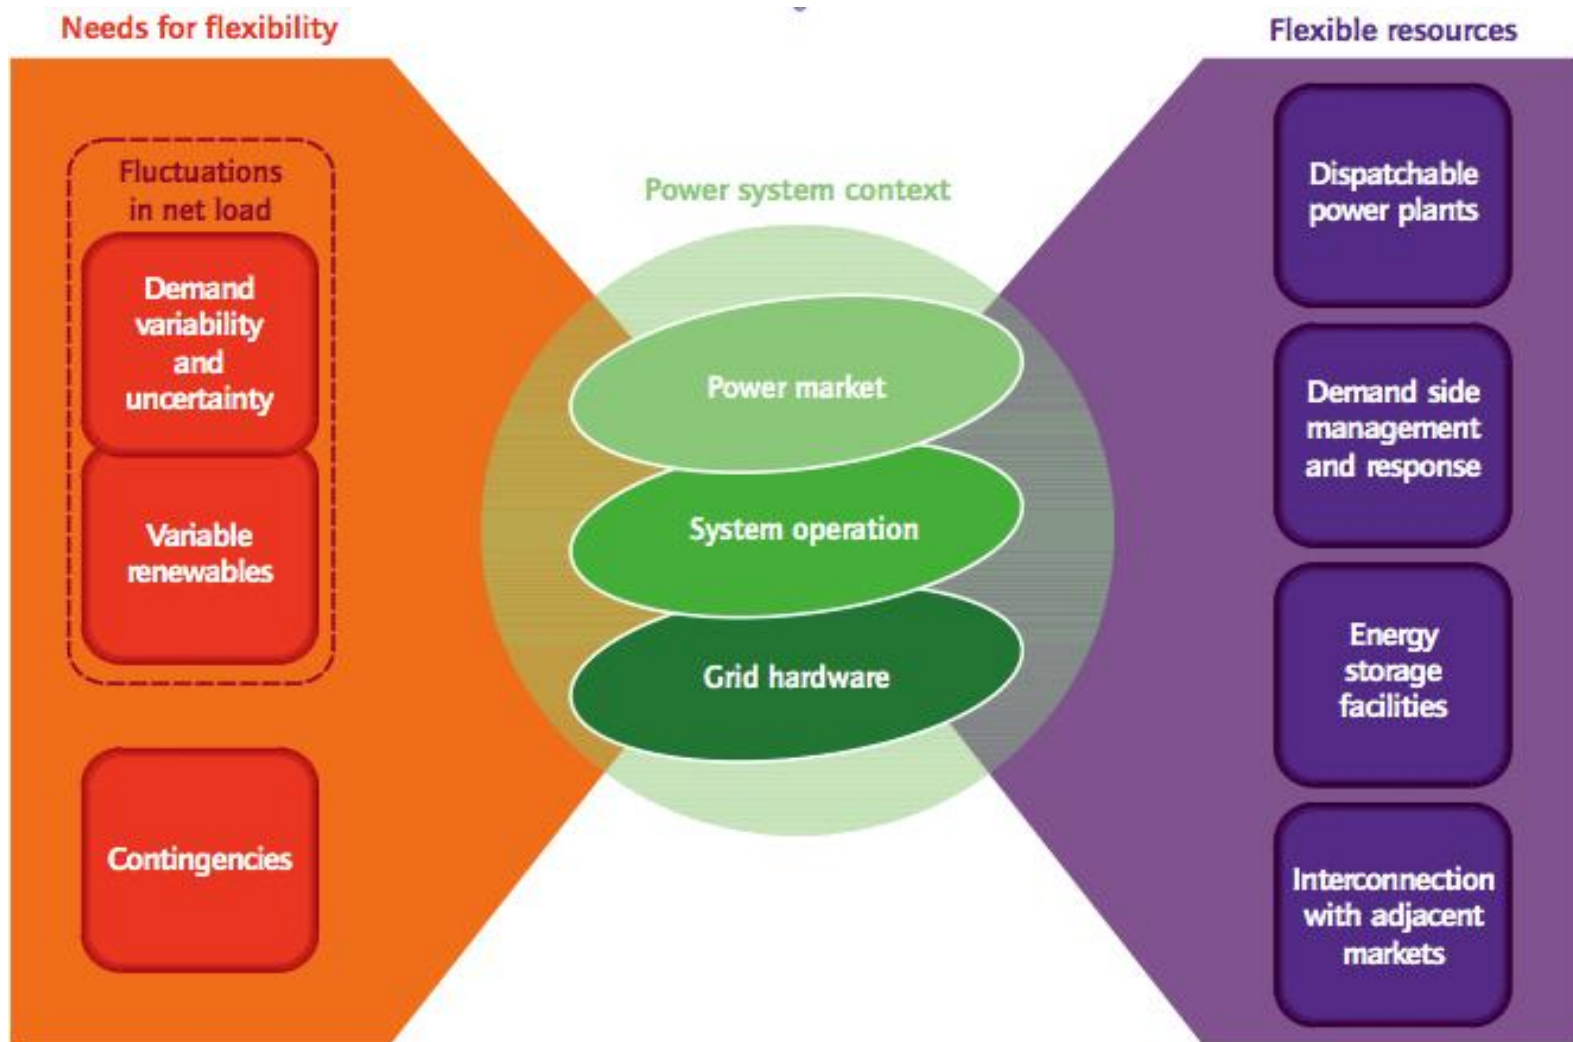 Needs for flexibility
Fluctuations
in net load
Demand
variability
and
uncertainty
Variable
renewables
Contingencies
Power system context
Power market
System operation
Grid hardware
Flexible resources
Dispatchable
power plants
Demand side
management
and response
Energy
storage
facilities
Interconnection
with adjacent
markets